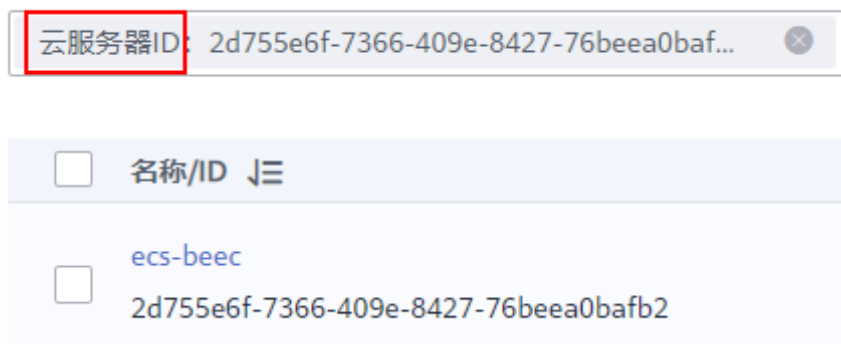 云服务器ID：2d755e6f-7366-409e-8427-76beea0baf...
名称/ID
ecs-beec
2d755e6f-7366-409e-8427-76beea0bafb2